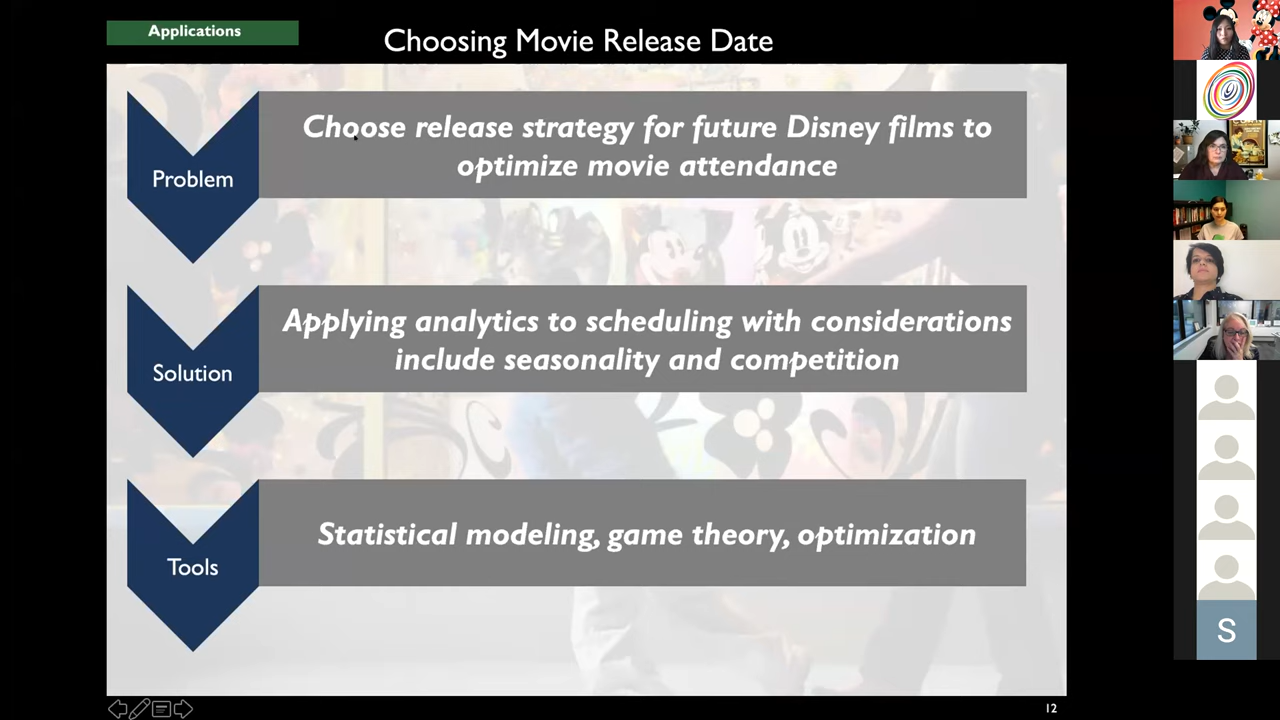 Applications
Choosing Movie Release Date
Problem
Choose release strategy for future Disney films to
optimize movie attendance
Solution
Applying analytics to scheduling with considerations
include seasonality and competition
Tools
Statistical modeling, game theory, optimization
12
S